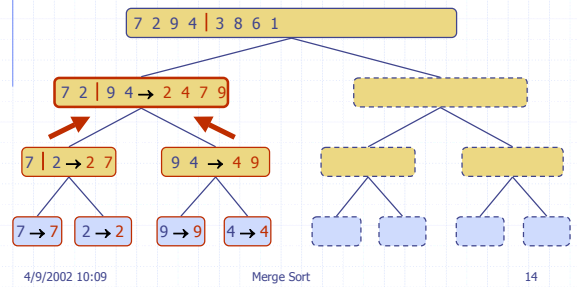 7 2 9 4 | 3 8 6 1
7 2 | 9 4 → 2 4 7 9
7 | 2 → 2 7
9 4 → 4 9
7 → 7
2 → 2
9 → 9
4 → 4
4/9/2002 10:09
Merge Sort
14